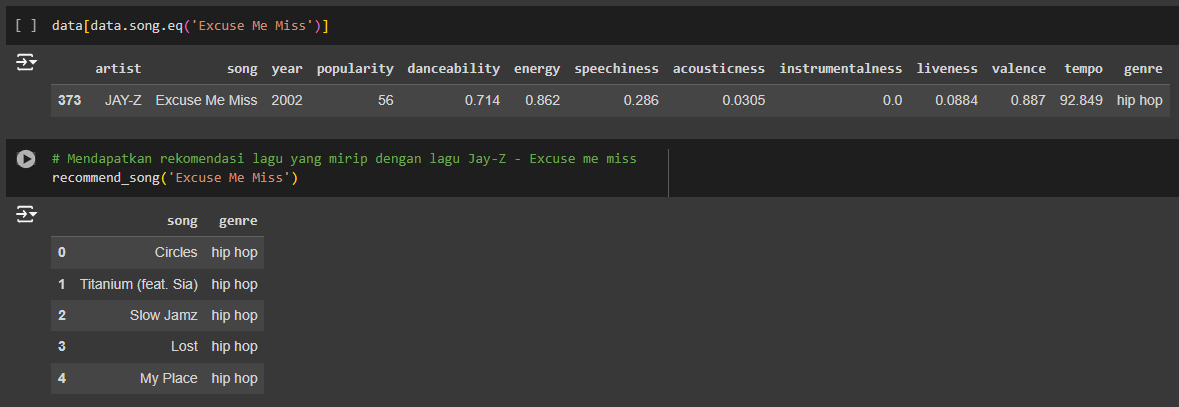 [ ] data[data.song.eq('Excuse Me Miss')]
artist song year popularity danceability energy speechiness acousticness instrumentalness liveness valence tempo genre
373 JAY-Z Excuse Me Miss 2002 56 0.714 0.862 0.286 0.0305 0.0 0.0884 0.887 92.849 hip hop
# Mendapatkan rekomendasi lagu yang mirip dengan lagu Jay-Z - Excuse me miss
recommend_song('Excuse Me Miss')
song genre
0 Circles hip hop
1 Titanium (feat. Sia) hip hop
2 Slow Jamz hip hop
3 Lost hip hop
4 My Place hip hop